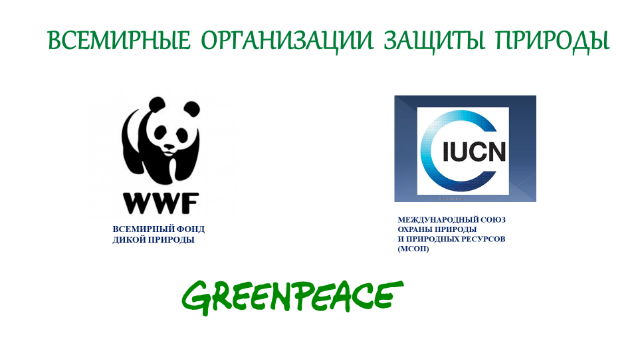 ВСЕМИРНЫЕ ОРГАНИЗАЦИИ ЗАЩИТЫ ПРИРОДЫ
WWF
ВСЕМИРНЫЙ ФОНД
ДИКОЙ ПРИРОДЫ
IUCN
МЕЖДУНАРОДНЫЙ СОЮЗ
ОХРАНЫ ПРИРОДЫ
И ПРИРОДНЫХ РЕСУРСОВ
(МСОП)
GREENPEACE